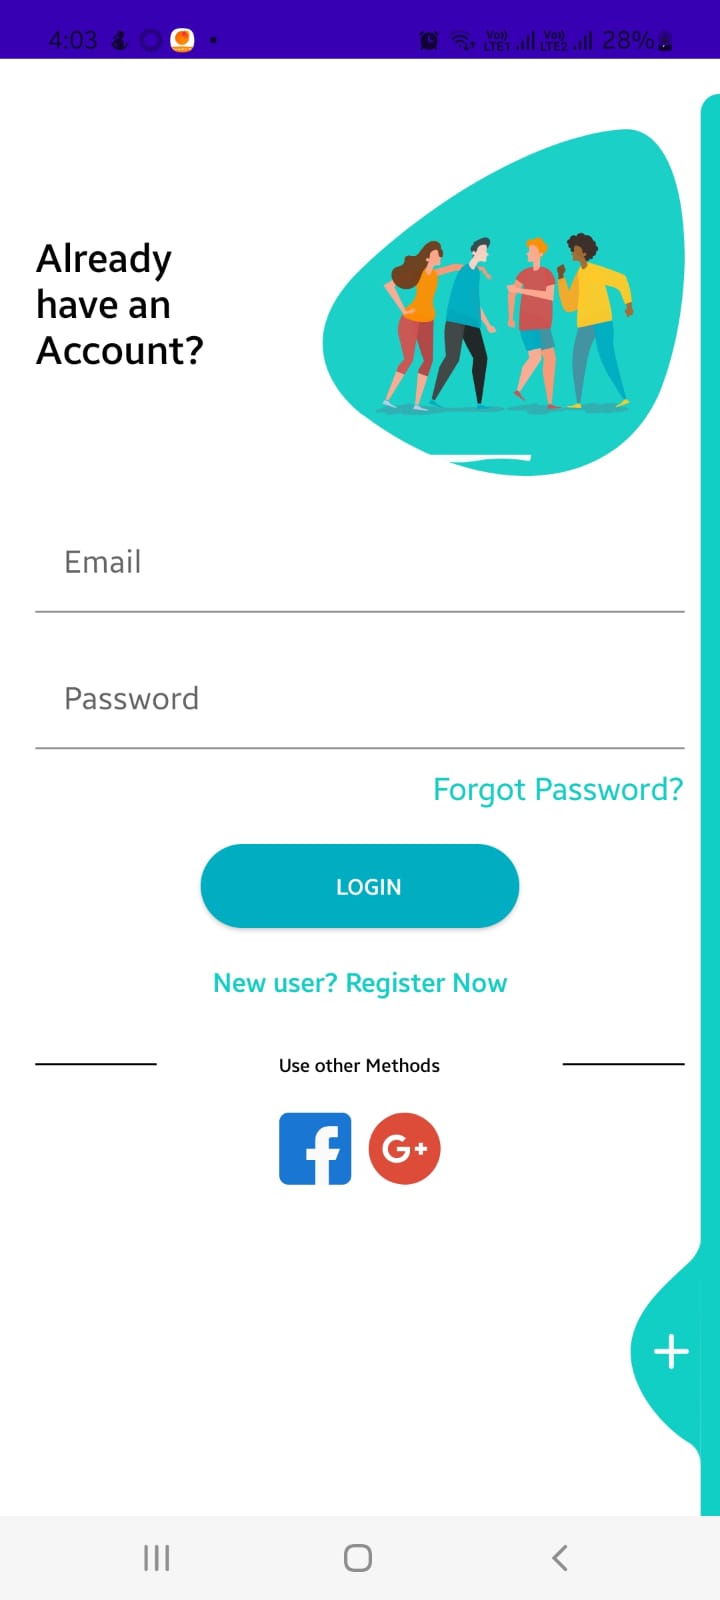 4:03 Vo)) LTE1 Vo)) LTE2 28%
Already
have an
Account?
Email
Password
Forgot Password?
LOGIN
New user? Register Now
Use other Methods
f G+
+